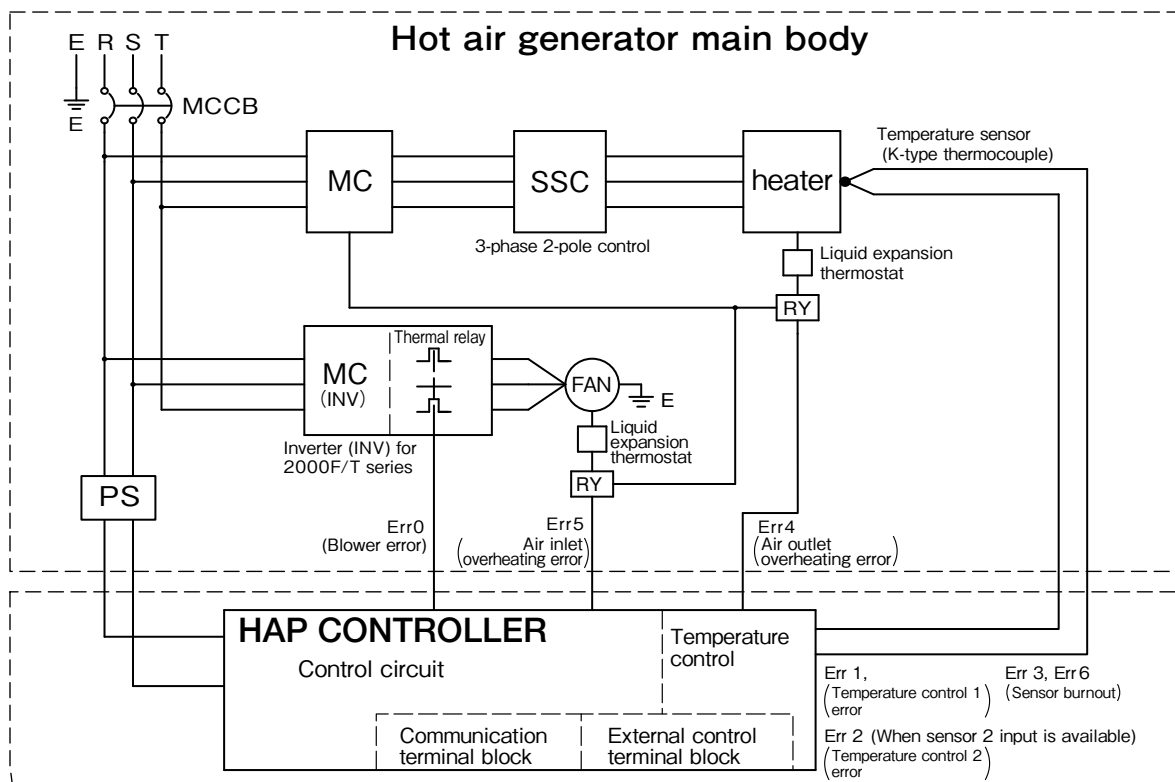 Hot air generator main body
E R S T
E
MCCB
MC
SSC
heater
Temperature sensor
(K-type thermocouple)
3-phase 2-pole control
Liquid expansion
thermostat
RY
Thermal relay
MC
(INV)
FAN
E
Inverter (INV) for
2000F/T series
Liquid
expansion
thermostat
RY
PS
Err0
(Blower error)
Err5
(Air inlet
overheating error)
Err4
(Air outlet
overheating error)
HAP CONTROLLER
Control circuit
Temperature
control
Communication
terminal block
External control
terminal block
Err 1,
(Temperature control 1
error)
Err 3, Err6
(Sensor burnout)
Err 2 (When sensor 2 input is available)
(Temperature control 2
error)